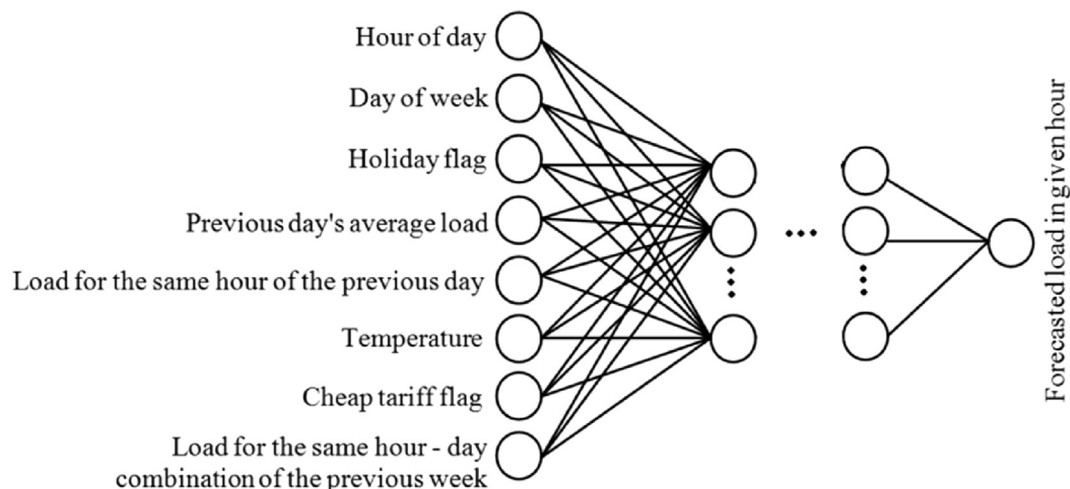 Hour of day
Day of week
Holiday flag
Previous day's average load
Load for the same hour of the previous day
Temperature
Cheap tariff flag
Load for the same hour - day
combination of the previous week
Forecasted load in given hour